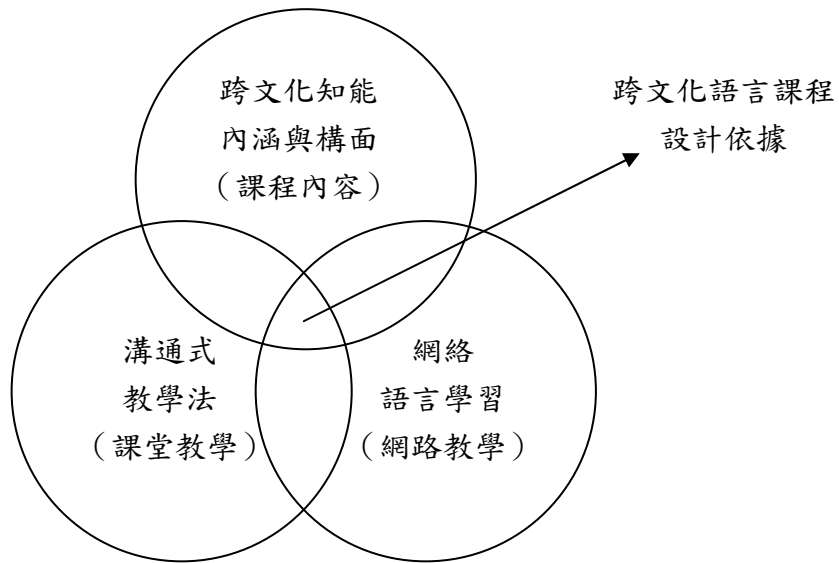 跨文化知能
內涵與構面
（課程內容）
跨文化語言課程
設計依據
溝通式
教學法
（課堂教學）
網絡
語言學習
（網路教學）